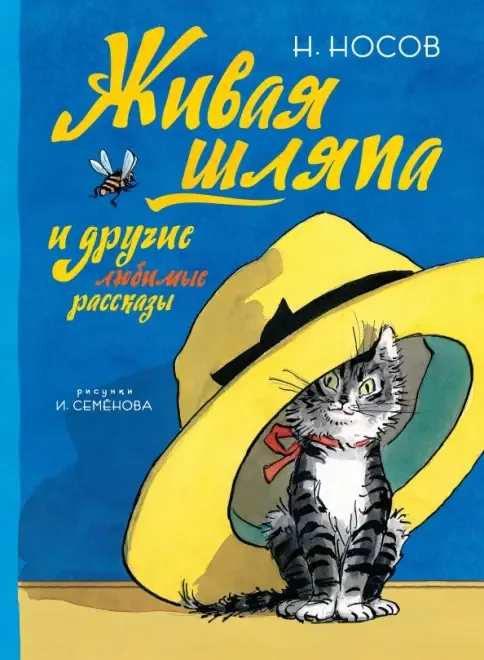 Н. НОСОВ
Живая
шляпа
и другие
любимые
рассказы
рисунки
И. СЕМЁНОВА